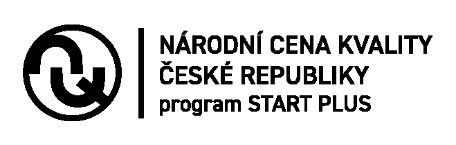 NÁRODNÍ CENA KVALITY
ČESKÉ REPUBLIKY
program START PLUS